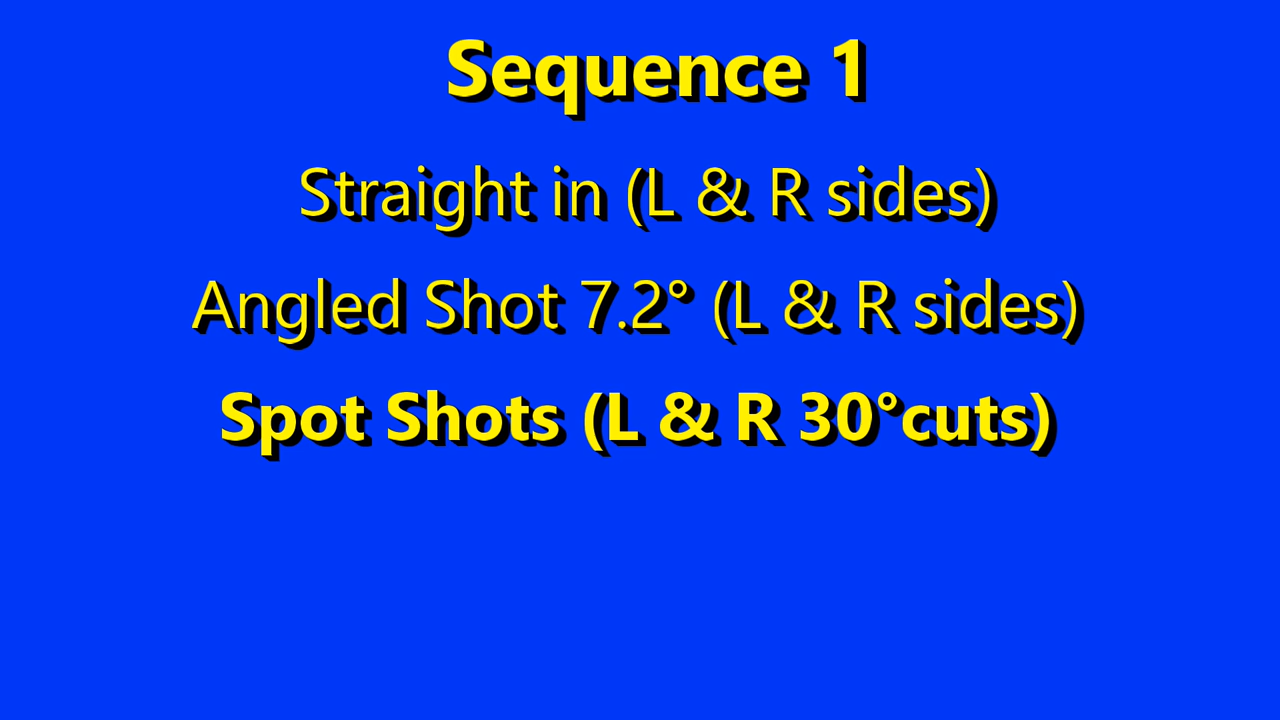 Sequence 1
Straight in (L & R sides)
Angled Shot 7.2° (L & R sides)
Spot Shots (L & R 30°cuts)